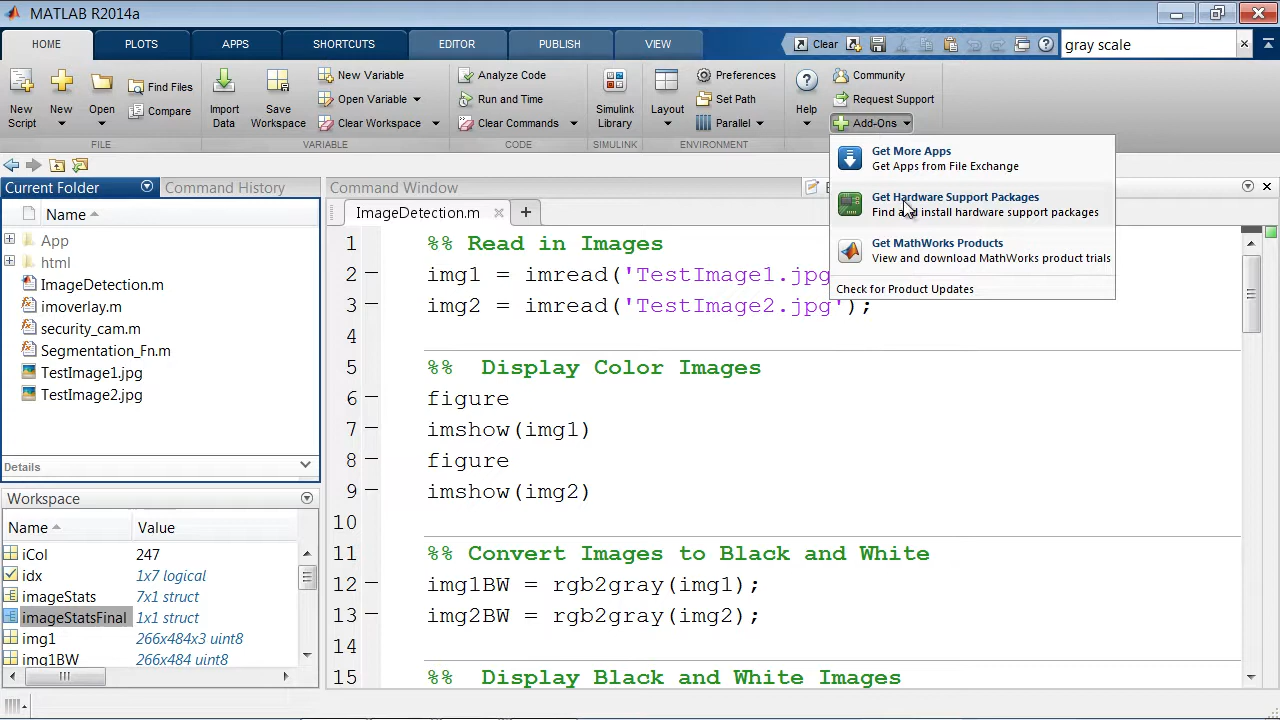 MATLAB R2014a
HOME PLOTS APPS SHORTCUTS EDITOR PUBLISH VIEW Clear gray scale
New Script
New
Open
Find Files
Compare
FILE
Import Data
Save Workspace
New Variable
Open Variable
Clear Workspace
VARIABLE
Analyze Code
Run and Time
Clear Commands
CODE
Simulink Library
SIMULINK
Layout
Preferences
Set Path
Parallel
ENVIRONMENT
Help
Community
Request Support
Add-Ons
Get More Apps
Get Apps from File Exchange
Get Hardware Support Packages
Find and install hardware support packages
Get MathWorks Products
View and download MathWorks product trials
Check for Product Updates
Current Folder Command History
Name
App
html
ImageDetection.m
imoverlay.m
security_cam.m
Segmentation_Fn.m
TestImage1.jpg
TestImage2.jpg
Details
Workspace
Name Value
iCol 247
idx 1x7 logical
imageStats 7x1 struct
imageStatsFinal 1x1 struct
img1 266x484x3 uint8
img1BW 266x484 uint8
Command Window
ImageDetection.m
1 %% Read in Images
2 img1 = imread('TestImage1.jpg
3 img2 = imread('TestImage2.jpg');
4
5 %% Display Color Images
6 figure
7 imshow(img1)
8 figure
9 imshow(img2)
10
11 %% Convert Images to Black and White
12 img1BW = rgb2gray(img1);
13 img2BW = rgb2gray(img2);
14
15 %% Display Black and White Images